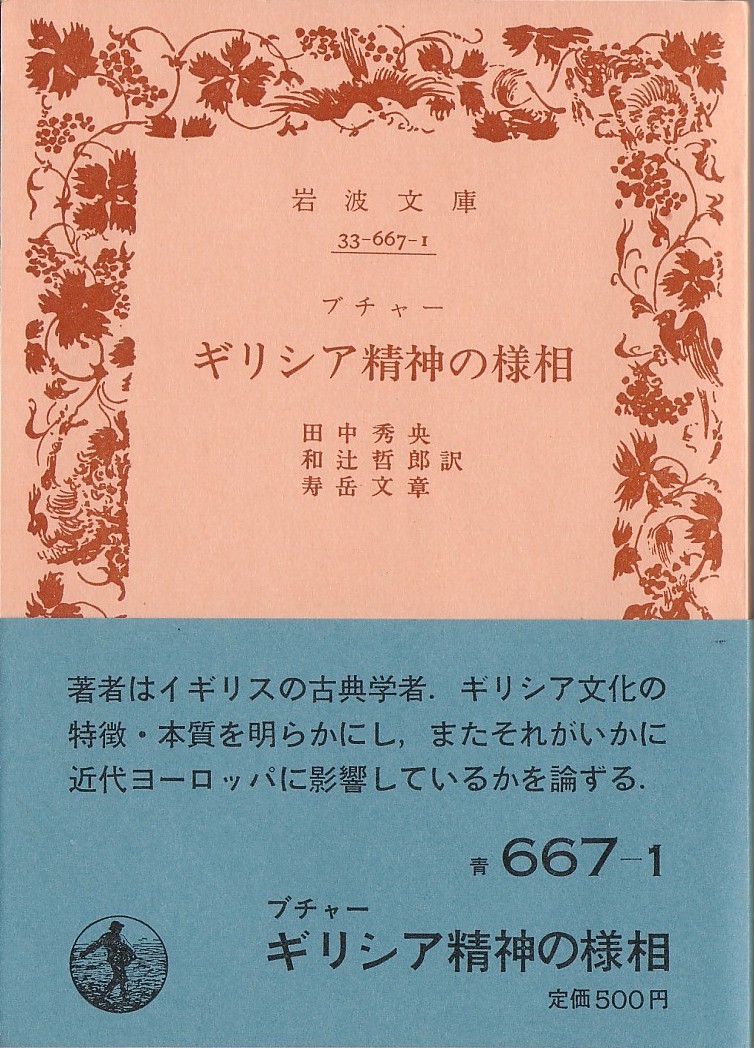 岩波文庫
33-667-1
ブチャー
ギリシア精神の様相
田中秀央
和辻哲郎訳
寿岳文章
著者はイギリスの古典学者．ギリシア文化の
特徴・本質を明らかにし，またそれがいかに
近代ヨーロッパに影響しているかを論ずる．
青 667-1
ブチャー
ギリシア精神の様相
定価500円